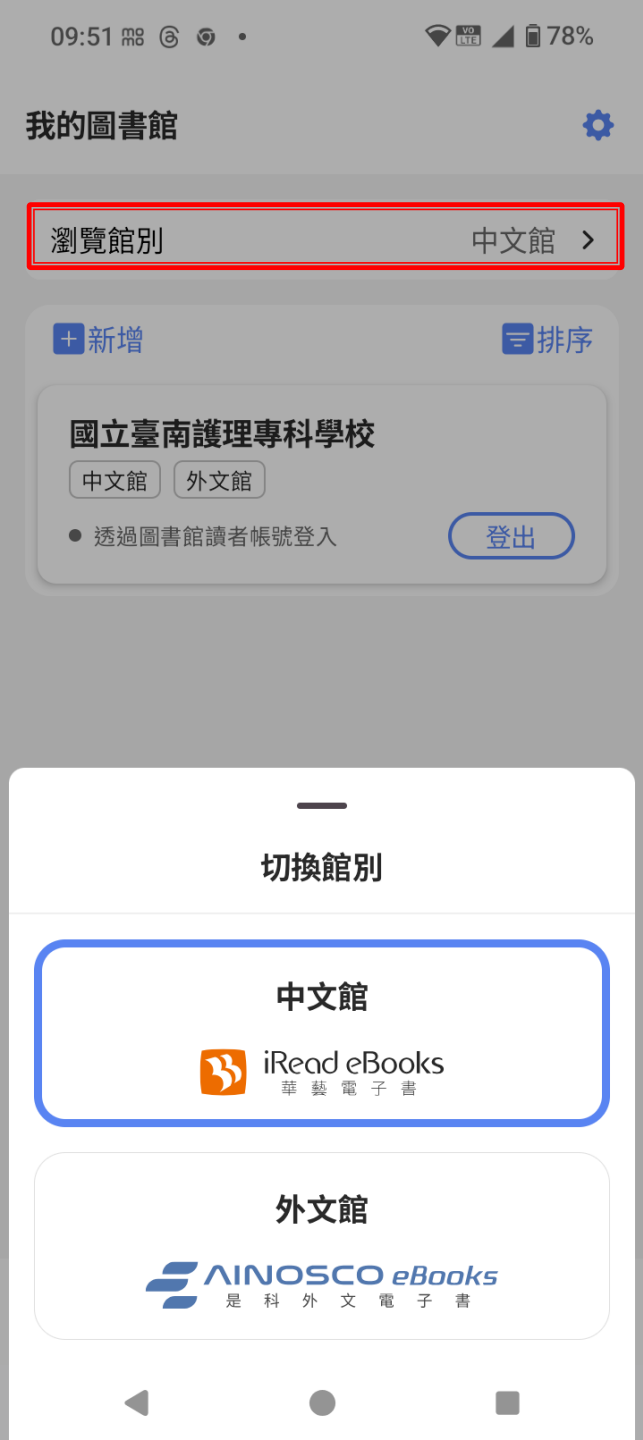 09:51 78%
我的圖書館
瀏覽館別 中文館
新增 排序
國立臺南護理專科學校
中文館 外文館
透過圖書館讀者帳號登入 登出
切換館別
中文館
iRead eBooks
華藝電子書
外文館
AINOSCO eBooks
是科外文電子書